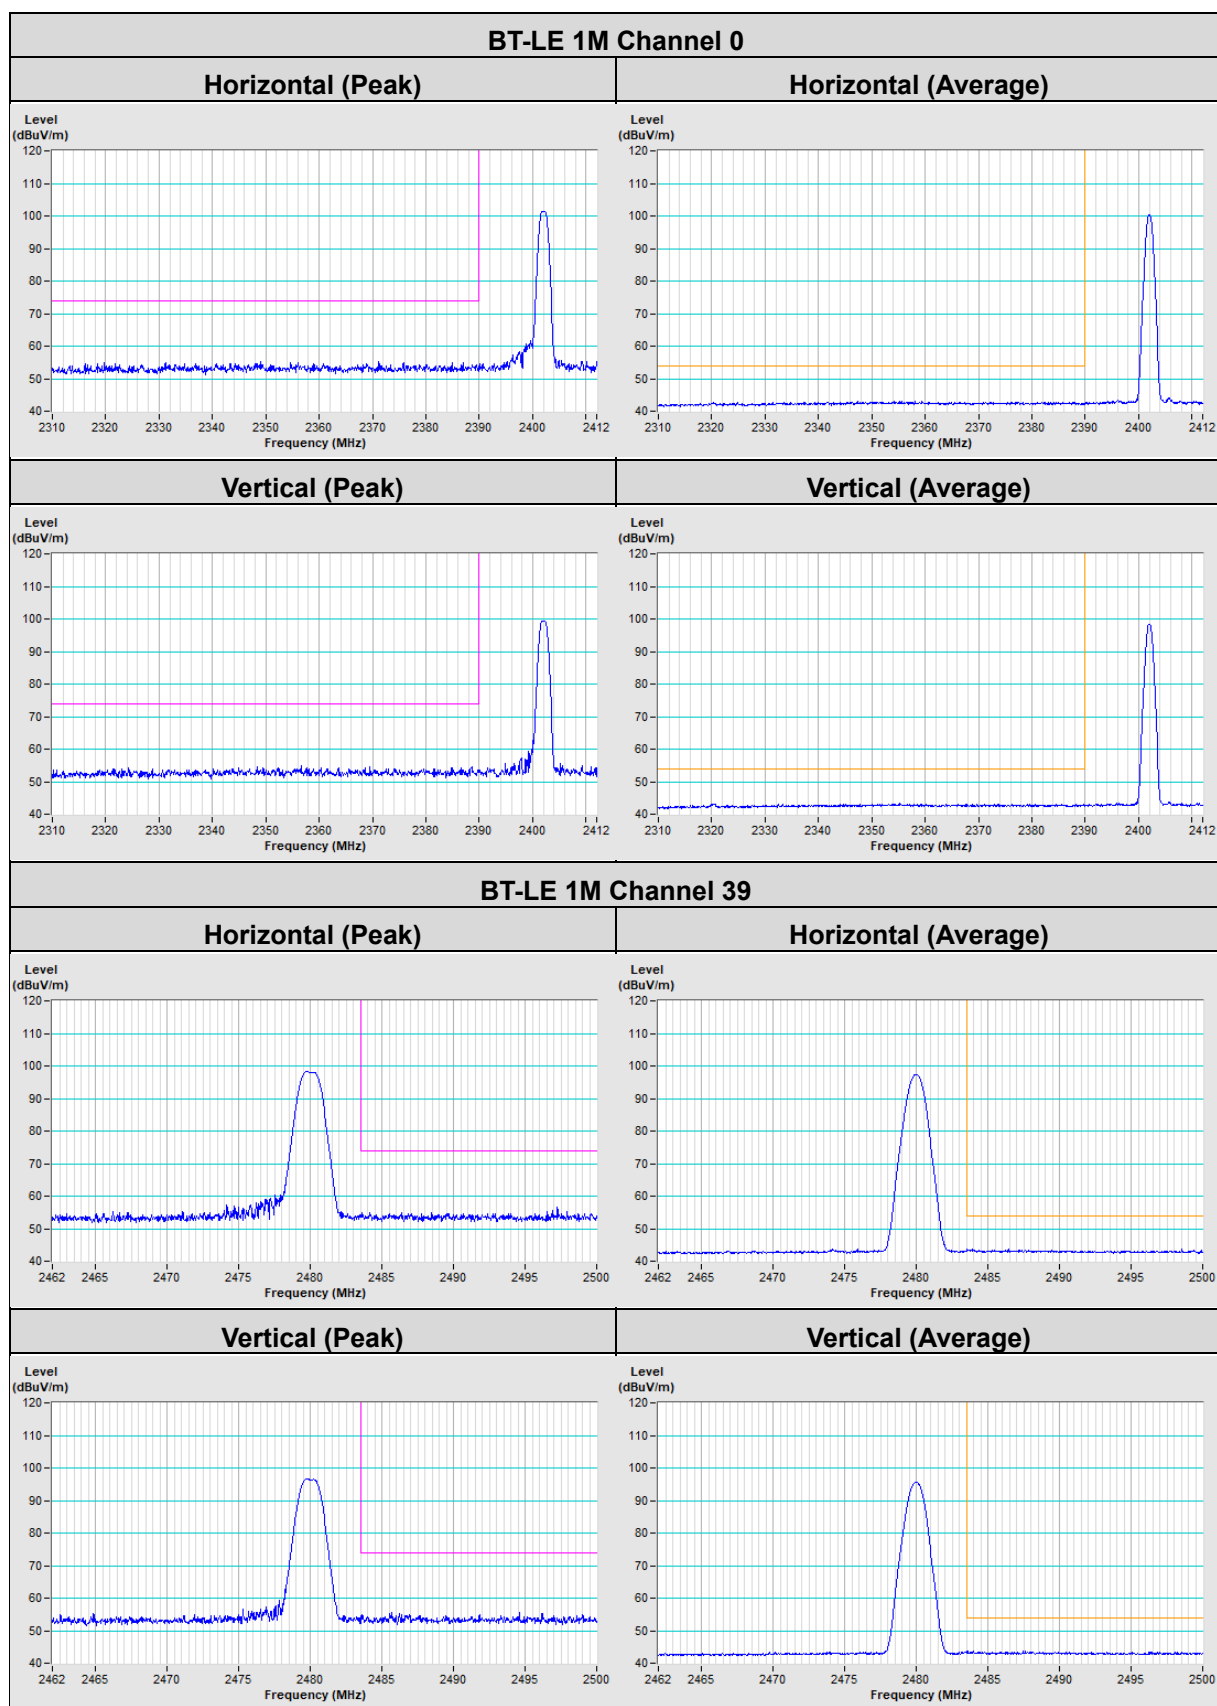 BT-LE 1M Channel 0
Horizontal (Peak)
Horizontal (Average)
Level
(dBuV/m)
120
110
100
90
80
70
60
50
40
2310 2320 2330 2340 2350 2360 2370 2380 2390 2400 2412
Frequency (MHz)
Level
(dBuV/m)
120
110
100
90
80
70
60
50
40
2310 2320 2330 2340 2350 2360 2370 2380 2390 2400 2412
Frequency (MHz)
Vertical (Peak)
Vertical (Average)
Level
(dBuV/m)
120
110
100
90
80
70
60
50
40
2310 2320 2330 2340 2350 2360 2370 2380 2390 2400 2412
Frequency (MHz)
Level
(dBuV/m)
120
110
100
90
80
70
60
50
40
2310 2320 2330 2340 2350 2360 2370 2380 2390 2400 2412
Frequency (MHz)
BT-LE 1M Channel 39
Horizontal (Peak)
Horizontal (Average)
Level
(dBuV/m)
120
110
100
90
80
70
60
50
40
2462 2465 2470 2475 2480 2485 2490 2495 2500
Frequency (MHz)
Level
(dBuV/m)
120
110
100
90
80
70
60
50
40
2462 2465 2470 2475 2480 2485 2490 2495 2500
Frequency (MHz)
Vertical (Peak)
Vertical (Average)
Level
(dBuV/m)
120
110
100
90
80
70
60
50
40
2462 2465 2470 2475 2480 2485 2490 2495 2500
Frequency (MHz)
Level
(dBuV/m)
120
110
100
90
80
70
60
50
40
2462 2465 2470 2475 2480 2485 2490 2495 2500
Frequency (MHz)